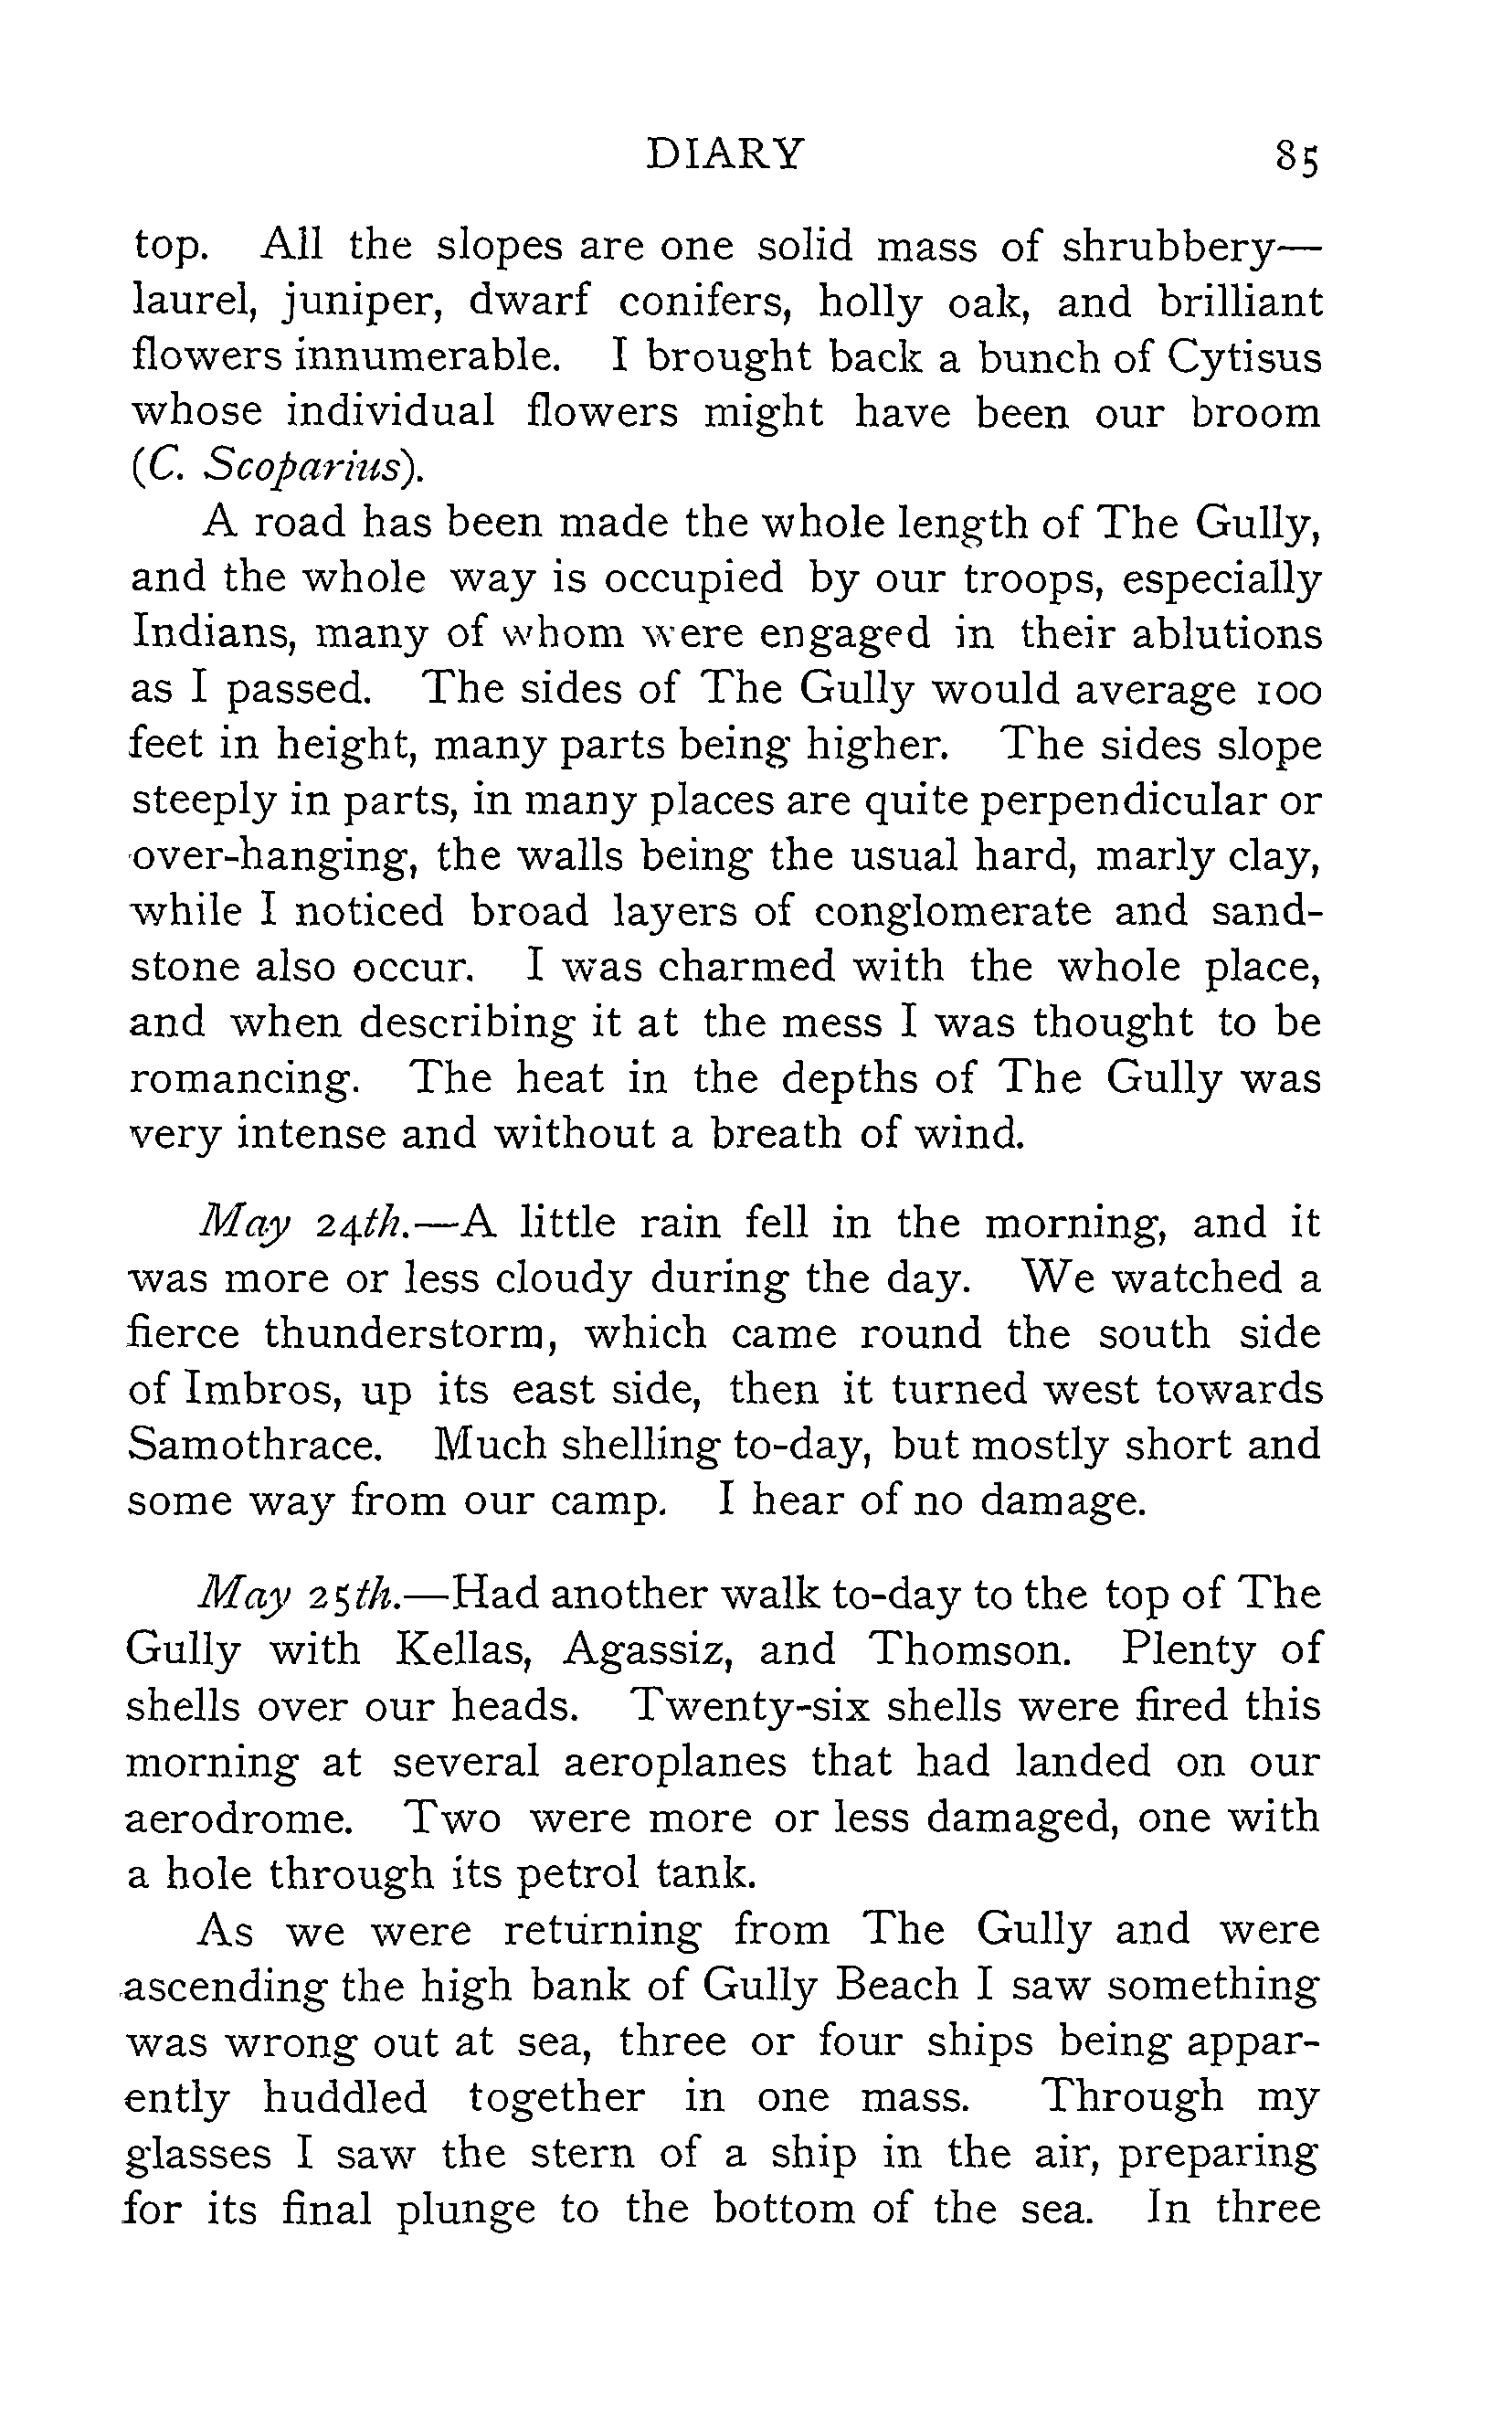 DIARY 85
top. All the slopes are one solid mass of shrubbery—
laurel, juniper, dwarf conifers, holly oak, and brilliant
flowers innumerable. I brought back a bunch of Cytisus
whose individual flowers might have been our broom
(C. Scoparius).
A road has been made the whole length of The Gully,
and the whole way is occupied by our troops, especially
Indians, many of whom were engaged in their ablutions
as I passed. The sides of The Gully would average 100
feet in height, many parts being higher. The sides slope
steeply in parts, in many places are quite perpendicular or
over-hanging, the walls being the usual hard, marly clay,
while I noticed broad layers of conglomerate and sand-
stone also occur. I was charmed with the whole place,
and when describing it at the mess I was thought to be
romancing. The heat in the depths of The Gully was
very intense and without a breath of wind.
May 24th.—A little rain fell in the morning, and it
was more or less cloudy during the day. We watched a
fierce thunderstorm, which came round the south side
of Imbros, up its east side, then it turned west towards
Samothrace. Much shelling to-day, but mostly short and
some way from our camp. I hear of no damage.
May 25th.—Had another walk to-day to the top of The
Gully with Kellas, Agassiz, and Thomson. Plenty of
shells over our heads. Twenty-six shells were fired this
morning at several aeroplanes that had landed on our
aerodrome. Two were more or less damaged, one with
a hole through its petrol tank.
As we were returning from The Gully and were
ascending the high bank of Gully Beach I saw something
was wrong out at sea, three or four ships being appar-
ently huddled together in one mass. Through my
glasses I saw the stern of a ship in the air, preparing
for its final plunge to the bottom of the sea. In three